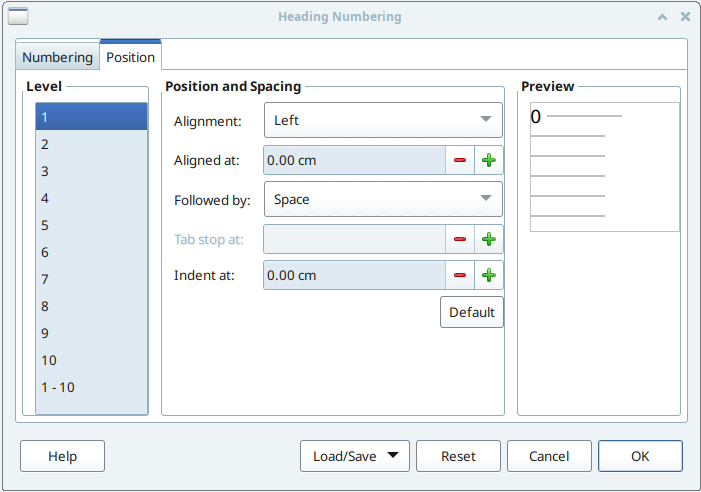 Heading Numbering
Numbering Position
Level
1
2
3
4
5
6
7
8
9
10
1 - 10
Position and Spacing
Alignment: Left
Aligned at: 0.00 cm
Followed by: Space
Tab stop at:
Indent at: 0.00 cm
Default
Preview
0
Help Load/Save Reset Cancel OK